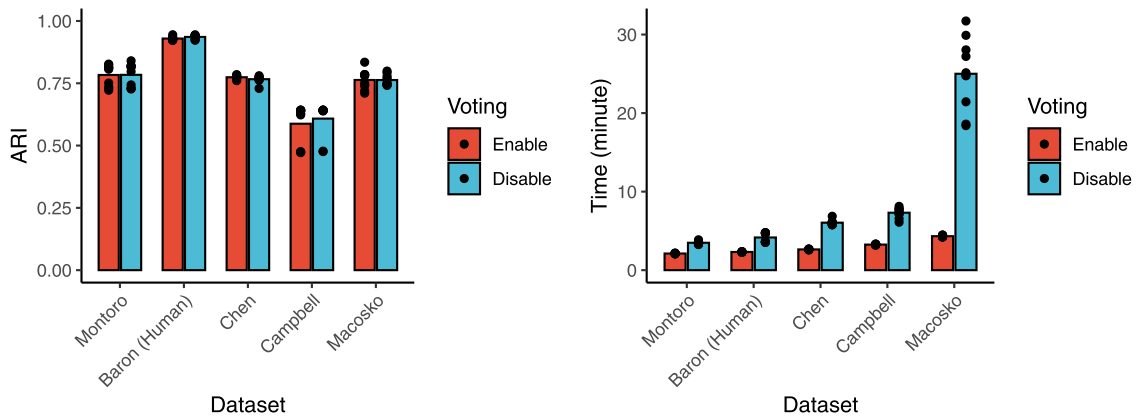 1.00
0.75
0.50
0.25
0.00
ARI
Montoro
Baron (Human)
Chen
Campbell
Macosko
Dataset
Voting
Enable
Disable
30
20
10
0
Time (minute)
Montoro
Baron (Human)
Chen
Campbell
Macosko
Dataset
Voting
Enable
Disable